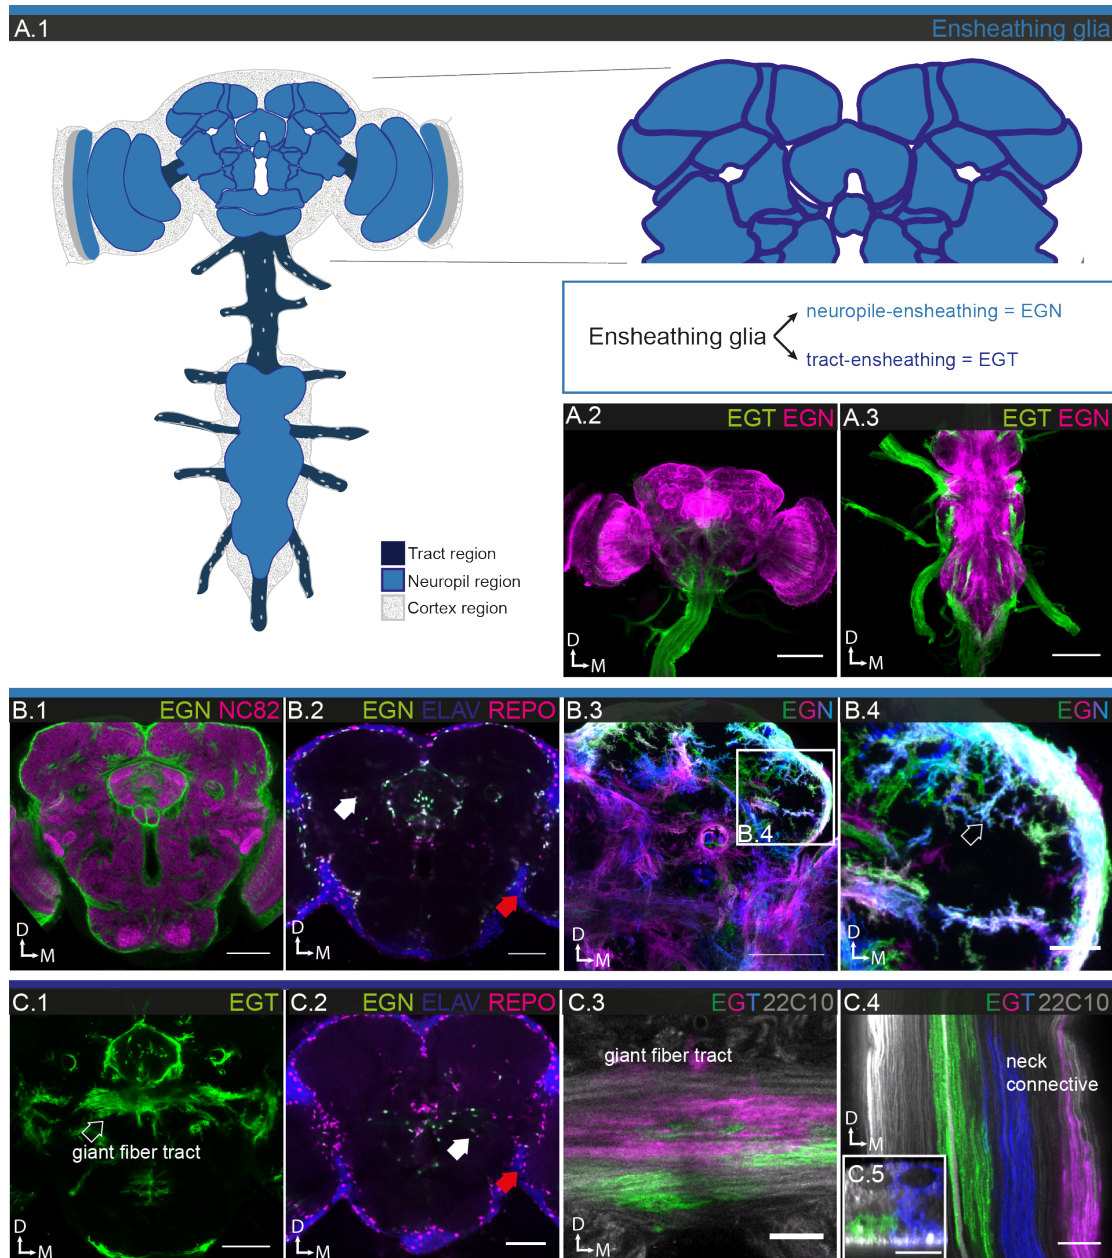 A.1 Ensheathing glia
Ensheathing glia
neuropile-ensheathing = EGN
tract-ensheathing = EGT
Tract region
Neuropil region
Cortex region
A.2 EGT EGN
D
M
A.3 EGT EGN
D
M
B.1 EGN NC82
D
M
B.2 EGN ELAV REPO
D
M
B.3 EGN
B.4
D
M
B.4 EGN
D
M
C.1 EGT
giant fiber tract
D
M
C.2 EGN ELAV REPO
D
M
C.3 EGT 22C10
giant fiber tract
D
M
C.4 EGT 22C10
neck
connective
D
M
C.5